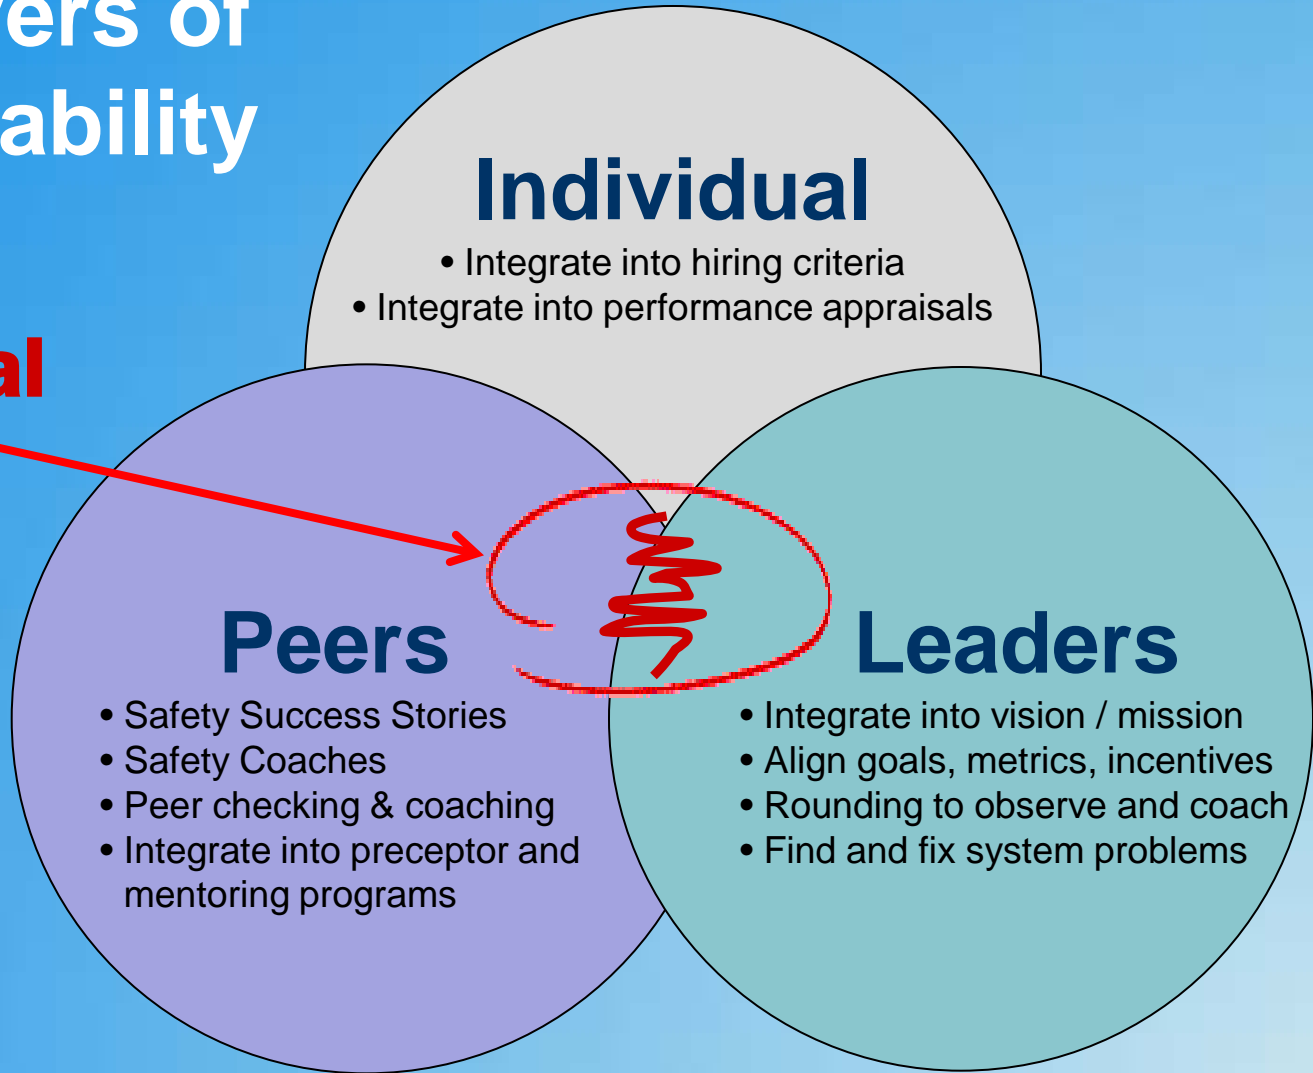 ers of
ability
Individual
• Integrate into hiring criteria
• Integrate into performance appraisals
al
Peers
• Safety Success Stories
• Safety Coaches
• Peer checking & coaching
• Integrate into preceptor and
mentoring programs
Leaders
• Integrate into vision / mission
• Align goals, metrics, incentives
• Rounding to observe and coach
• Find and fix system problems